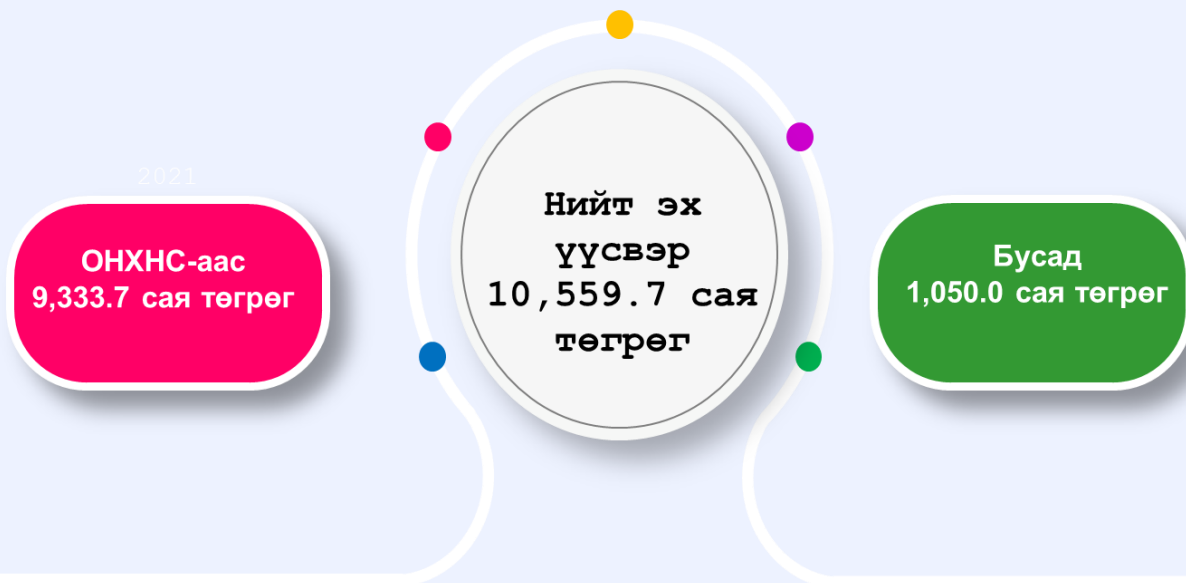 2021
ОНХНС-аас
9,333.7 сая төгрөг
Нийт эх
үүсвэр
10,559.7 сая
төгрөг
Бусад
1,050.0 сая төгрөг